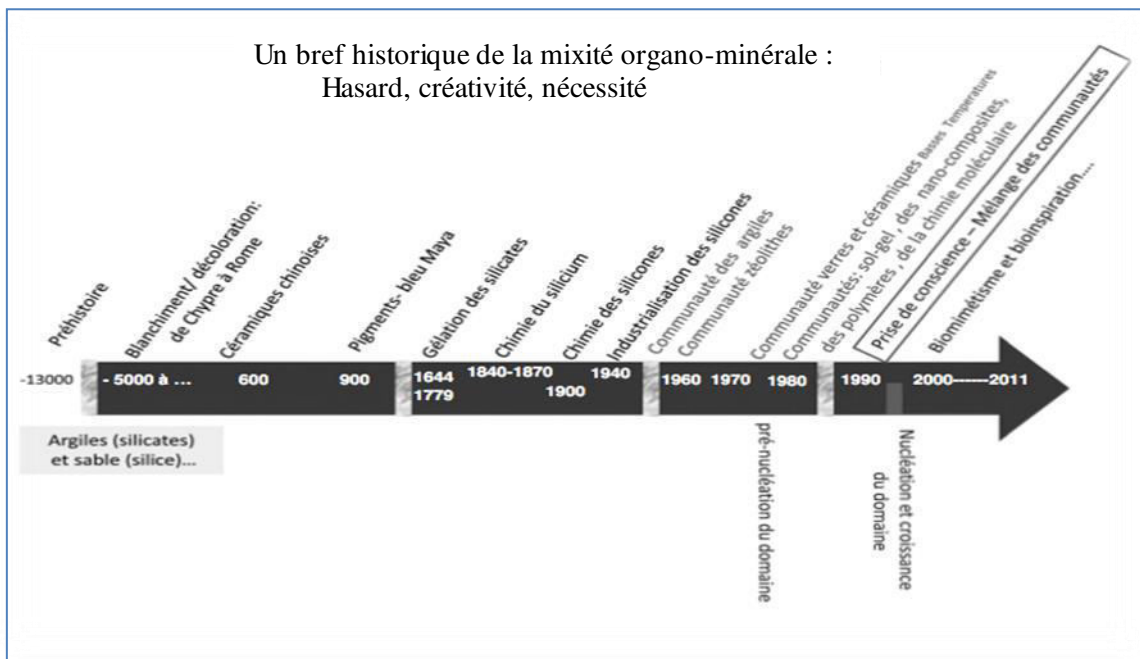 Un bref historique de la mixité organo-minérale :
Hasard, créativité, nécessité
Préhistoire
Blanchiment/ décoloration:
de Chypre à Rome
Céramiques chinoises
Pigments- bleu Maya
Gélation des silicates
Chimie du silicium
Chimie des silicones
Industrialisation des silicones
Communauté des argiles
Communauté zéolithes
Communauté verres et céramiques Basses Temperatures
Communautés: sol-gel , des nano-composites,
des polymères , de la chimie moléculaire
Prise de conscience – Mélange des communautés
Biomimétisme et bioinspiration....
-13000
- 5000 à ...
600
900
1644
1779
1840-1870
1900
1940
1960
1970
1980
1990
2000------2011
Argiles (silicates)
et sable (silice)...
pré-nucléation du domaine
Nucléation et croissance
du domaine